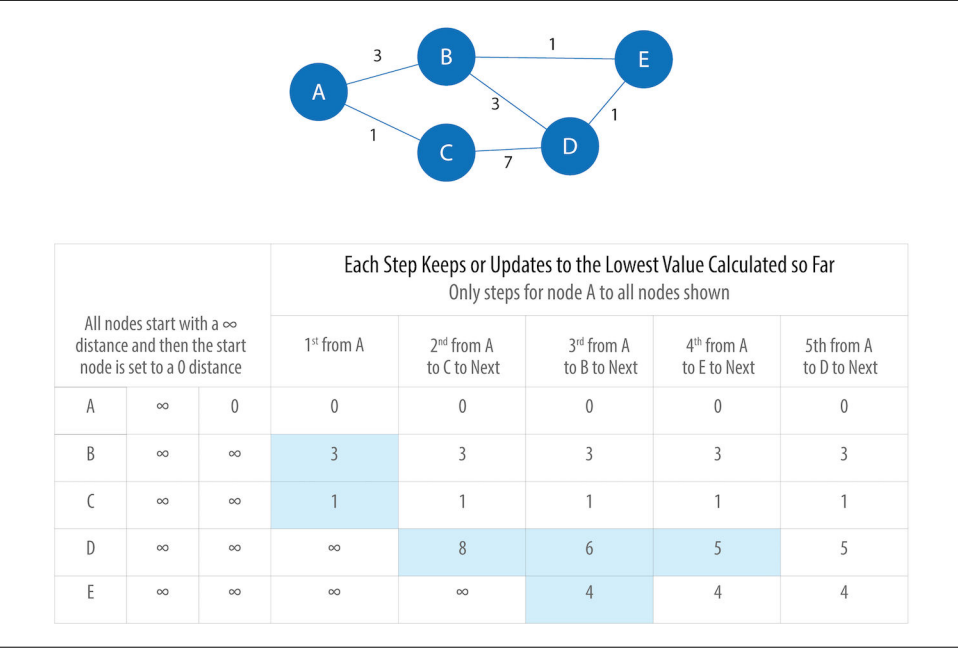 3
B
1
E
A
3
1
1
C
7
D
Each Step Keeps or Updates to the Lowest Value Calculated so Far
Only steps for node A to all nodes shown
All nodes start with a ∞
distance and then the start
node is set to a 0 distance
1st from A
2nd from A
to C to Next
3rd from A
to B to Next
4th from A
to E to Next
5th from A
to D to Next
A ∞ 0 0 0 0 0 0
B ∞ ∞ 3 3 3 3 3
C ∞ ∞ 1 1 1 1 1
D ∞ ∞ ∞ 8 6 5 5
E ∞ ∞ ∞ ∞ 4 4 4